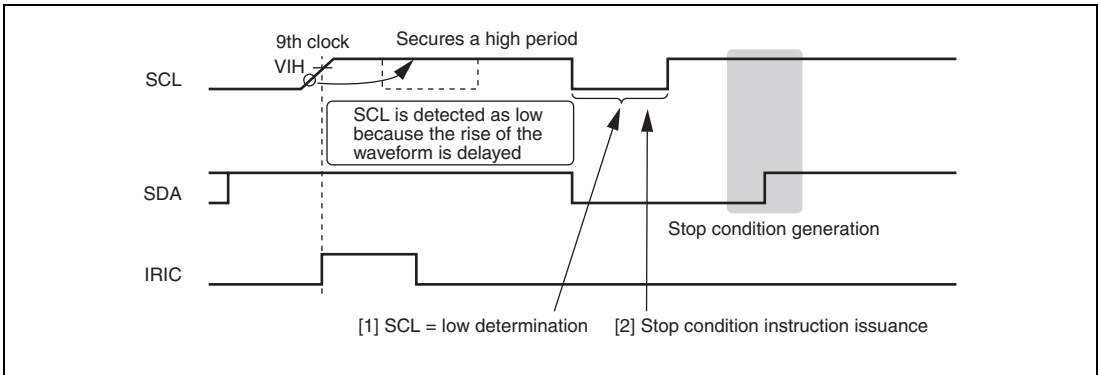 9th clock
Secures a high period
VIH
SCL
SCL is detected as low
because the rise of the
waveform is delayed
SDA
Stop condition generation
IRIC
[1] SCL = low determination
[2] Stop condition instruction issuance